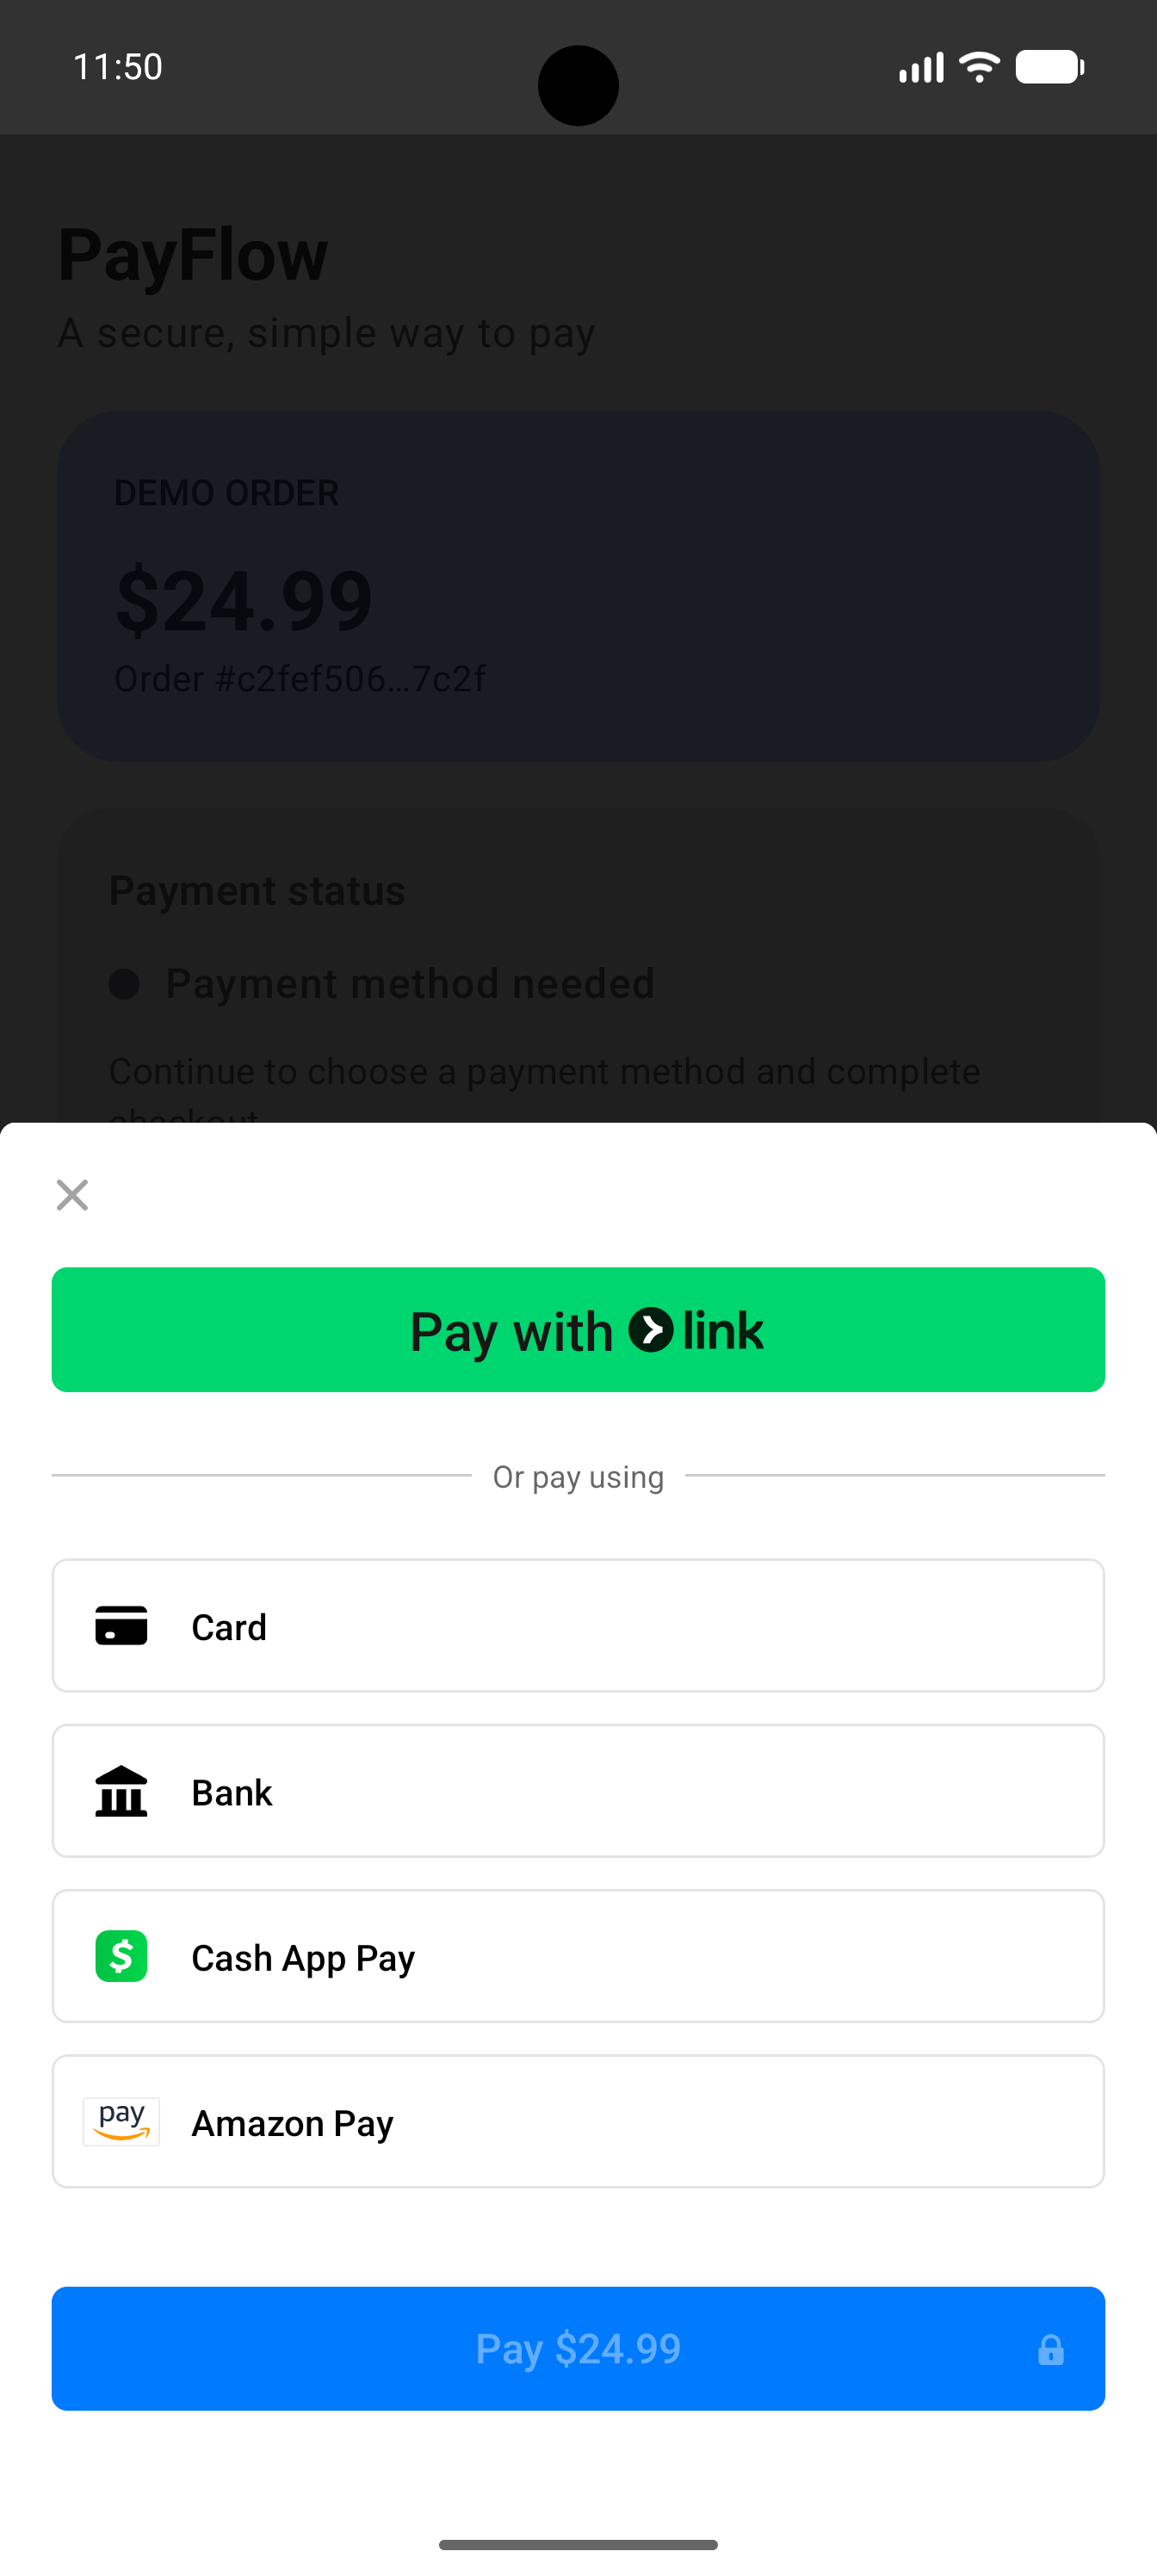 11:50
PayFlow
A secure, simple way to pay
DEMO ORDER
$24.99
Order #c2fef506…7c2f
Payment status
Payment method needed
Continue to choose a payment method and complete
checkout
Pay with link
Or pay using
Card
Bank
Cash App Pay
pay Amazon Pay
Pay $24.99